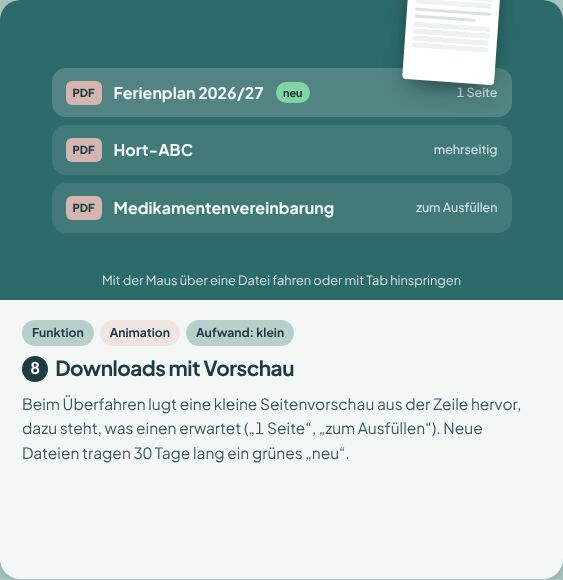 PDF Ferienplan 2026/27 neu 1 Seite
PDF Hort-ABC mehrseitig
PDF Medikamentenvereinbarung zum Ausfüllen
Mit der Maus über eine Datei fahren oder mit Tab hinspringen
Funktion Animation Aufwand: klein
8 Downloads mit Vorschau
Beim Überfahren lugt eine kleine Seitenvorschau aus der Zeile hervor,
dazu steht, was einen erwartet („1 Seite“, „zum Ausfüllen“). Neue
Dateien tragen 30 Tage lang ein grünes „neu“.